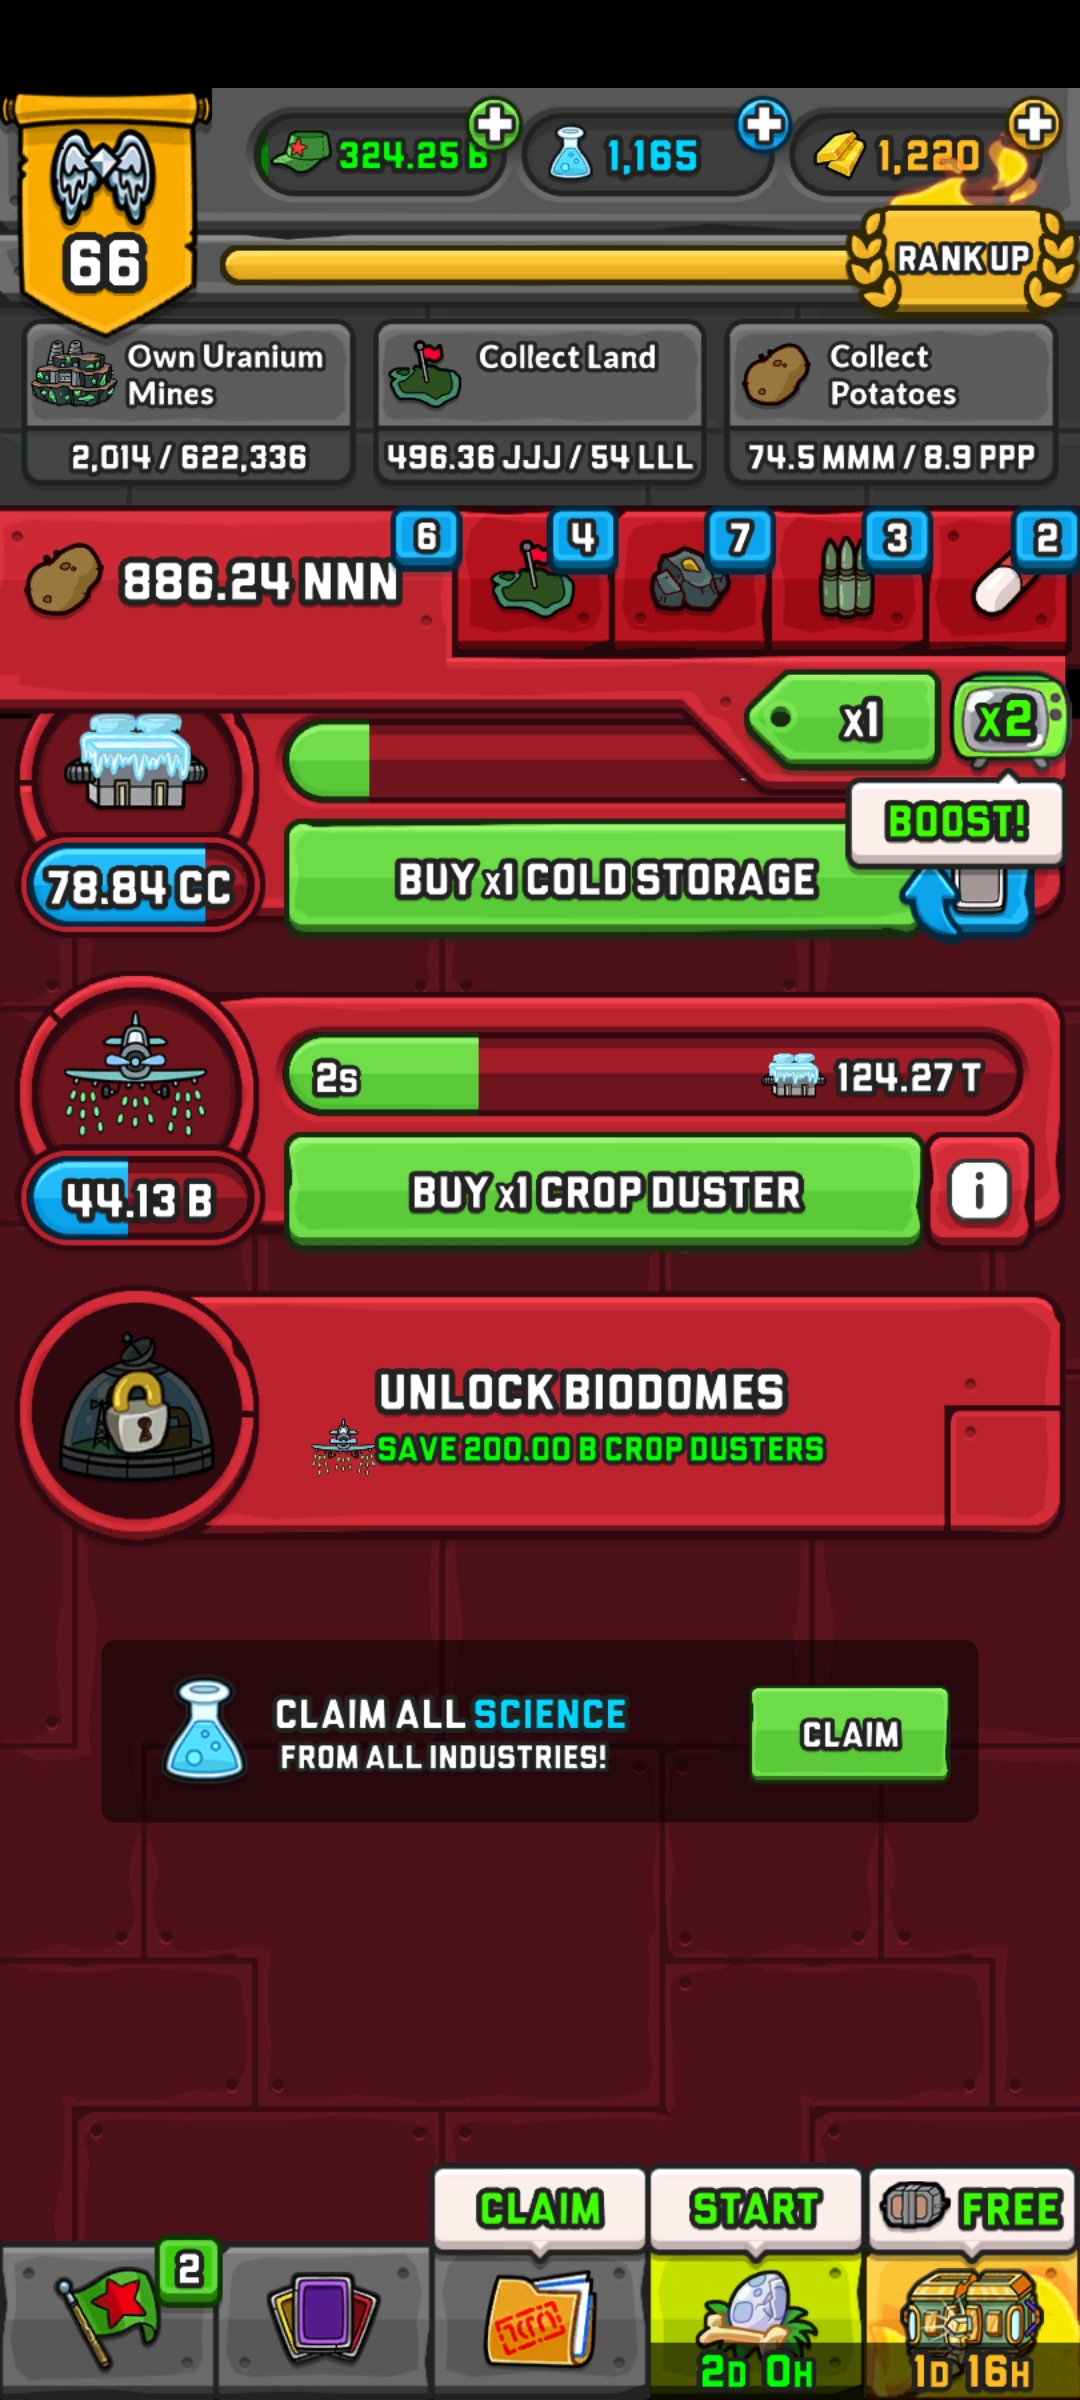 324.25 B
1,165
1,220
66
RANK UP
Own Uranium
Mines
2,014 / 622,336
Collect Land
496.36 JJJ / 54 LLL
Collect
Potatoes
74.5 MMM / 8.9 PPP
886.24 NNN
6
4
7
3
2
x1
x2
BOOST!
78.84 CC
BUY x1 COLD STORAGE
2s
124.27 T
44.13 B
BUY x1 CROP DUSTER
i
UNLOCK BIODOMES
SAVE 200.00 B CROP DUSTERS
CLAIM ALL SCIENCE
FROM ALL INDUSTRIES!
CLAIM
CLAIM
START
FREE
2
2D 0H
1D 16H